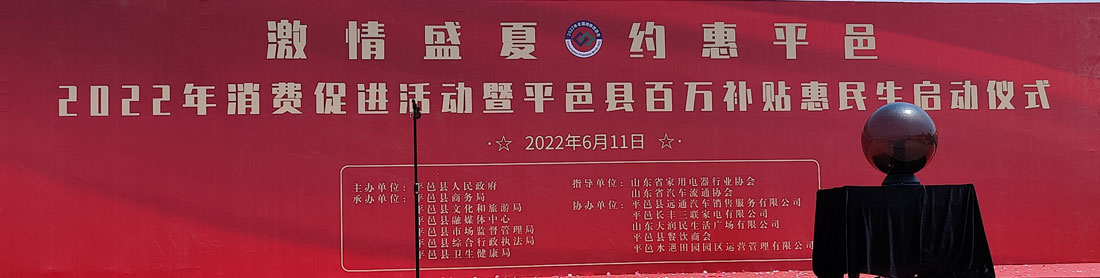 激情盛夏 约惠平邑
2022年消费促进活动暨平邑县百万补贴惠民生启动仪式
·☆ 2022年6月11日 ☆·
主办单位：平邑县人民政府
承办单位：平邑县商务局
平邑县文化和旅游局
平邑县融媒体中心
平邑县市场监督管理局
平邑县综合行政执法局
平邑县卫生健康局
指导单位：山东省家用电器行业协会
山东省汽车流通协会
协办单位：平邑县远通汽车销售服务有限公司
平邑长丰三联家电有限公司
山东大润民生活广场有限公司
平邑县餐饮商会
平邑水浥田园园区运营管理有限公司